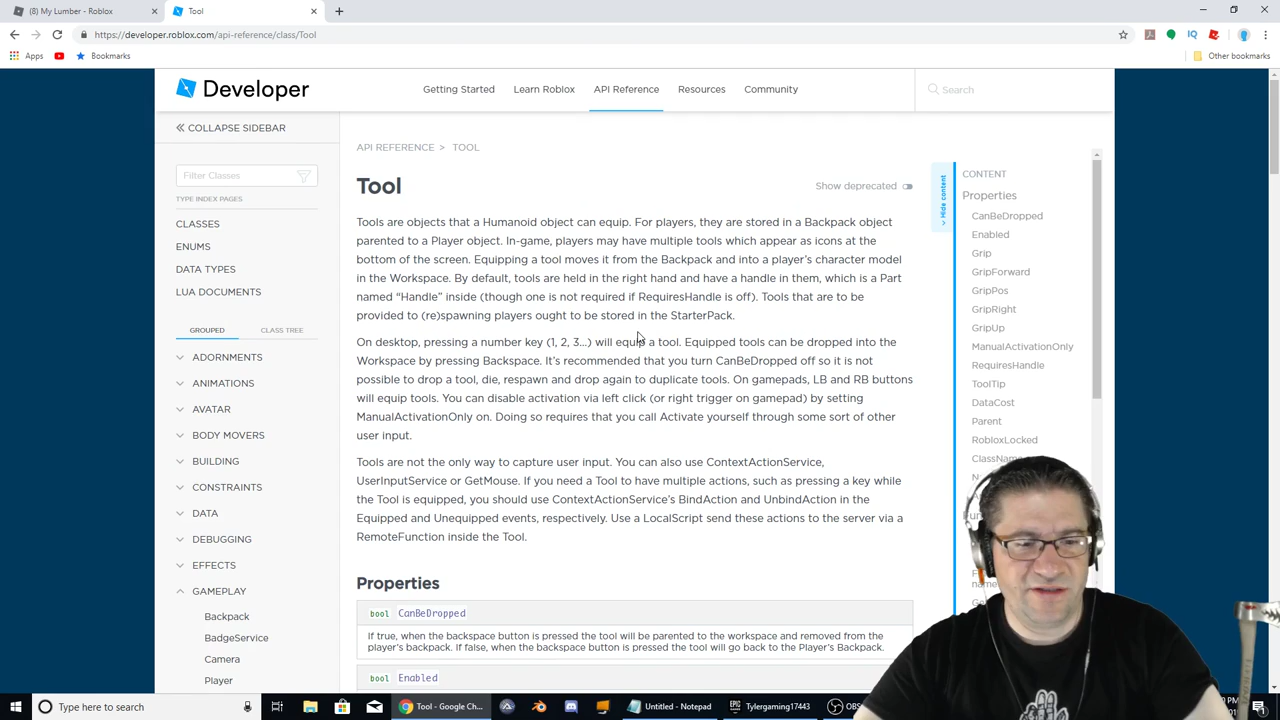 (8) My Lumber - Roblox
Tool
https://developer.roblox.com/api-reference/class/Tool
Apps
Bookmarks
Other bookmarks
Developer
Getting Started
Learn Roblox
API Reference
Resources
Community
Search
COLLAPSE SIDEBAR
Filter Classes
TYPE INDEX PAGES
CLASSES
ENUMS
DATA TYPES
LUA DOCUMENTS
GROUPED
CLASS TREE
ADORNMENTS
ANIMATIONS
AVATAR
BODY MOVERS
BUILDING
CONSTRAINTS
DATA
DEBUGGING
EFFECTS
GAMEPLAY
Backpack
BadgeService
Camera
Player
API REFERENCE > TOOL
Tool
Show deprecated
Tools are objects that a Humanoid object can equip. For players, they are stored in a Backpack object
parented to a Player object. In-game, players may have multiple tools which appear as icons at the
bottom of the screen. Equipping a tool moves it from the Backpack and into a player's character model
in the Workspace. By default, tools are held in the right hand and have a handle in them, which is a Part
named “Handle” inside (though one is not required if RequiresHandle is off). Tools that are to be
provided to (re)spawning players ought to be stored in the StarterPack.
On desktop, pressing a number key (1, 2, 3…) will equip a tool. Equipped tools can be dropped into the
Workspace by pressing Backspace. It's recommended that you turn CanBeDropped off so it is not
possible to drop a tool, die, respawn and drop again to duplicate tools. On gamepads, LB and RB buttons
will equip tools. You can disable activation via left click (or right trigger on gamepad) by setting
ManualActivationOnly on. Doing so requires that you call Activate yourself through some sort of other
user input.
Tools are not the only way to capture user input. You can also use ContextActionService,
UserInputService or GetMouse. If you need a Tool to have multiple actions, such as pressing a key while
the Tool is equipped, you should use ContextActionService's BindAction and UnbindAction in the
Equipped and Unequipped events, respectively. Use a LocalScript send these actions to the server via a
RemoteFunction inside the Tool.
Properties
bool CanBeDropped
If true, when the backspace button is pressed the tool will be parented to the workspace and removed from the
player's backpack. If false, when the backspace button is pressed the tool will go back to the Player's Backpack.
bool Enabled
Hide content
CONTENT
Properties
CanBeDropped
Enabled
Grip
GripForward
GripPos
GripRight
GripUp
ManualActivationOnly
RequiresHandle
ToolTip
DataCost
Parent
RobloxLocked
ClassName
Type here to search
Tool - Google Ch...
Untitled - Notepad
Tylergaming17443
OBS